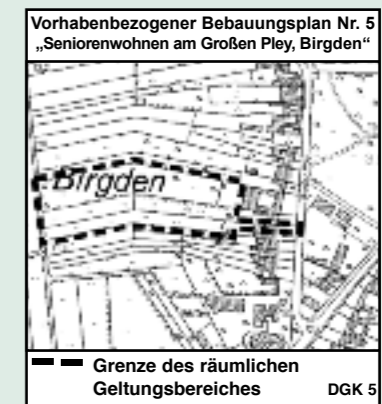 Vorhabenbezogener Bebauungsplan Nr. 5
„Seniorenwohnen am Großen Pley, Birgden“
Birgden
Grenze des räumlichen
Geltungsbereiches DGK 5